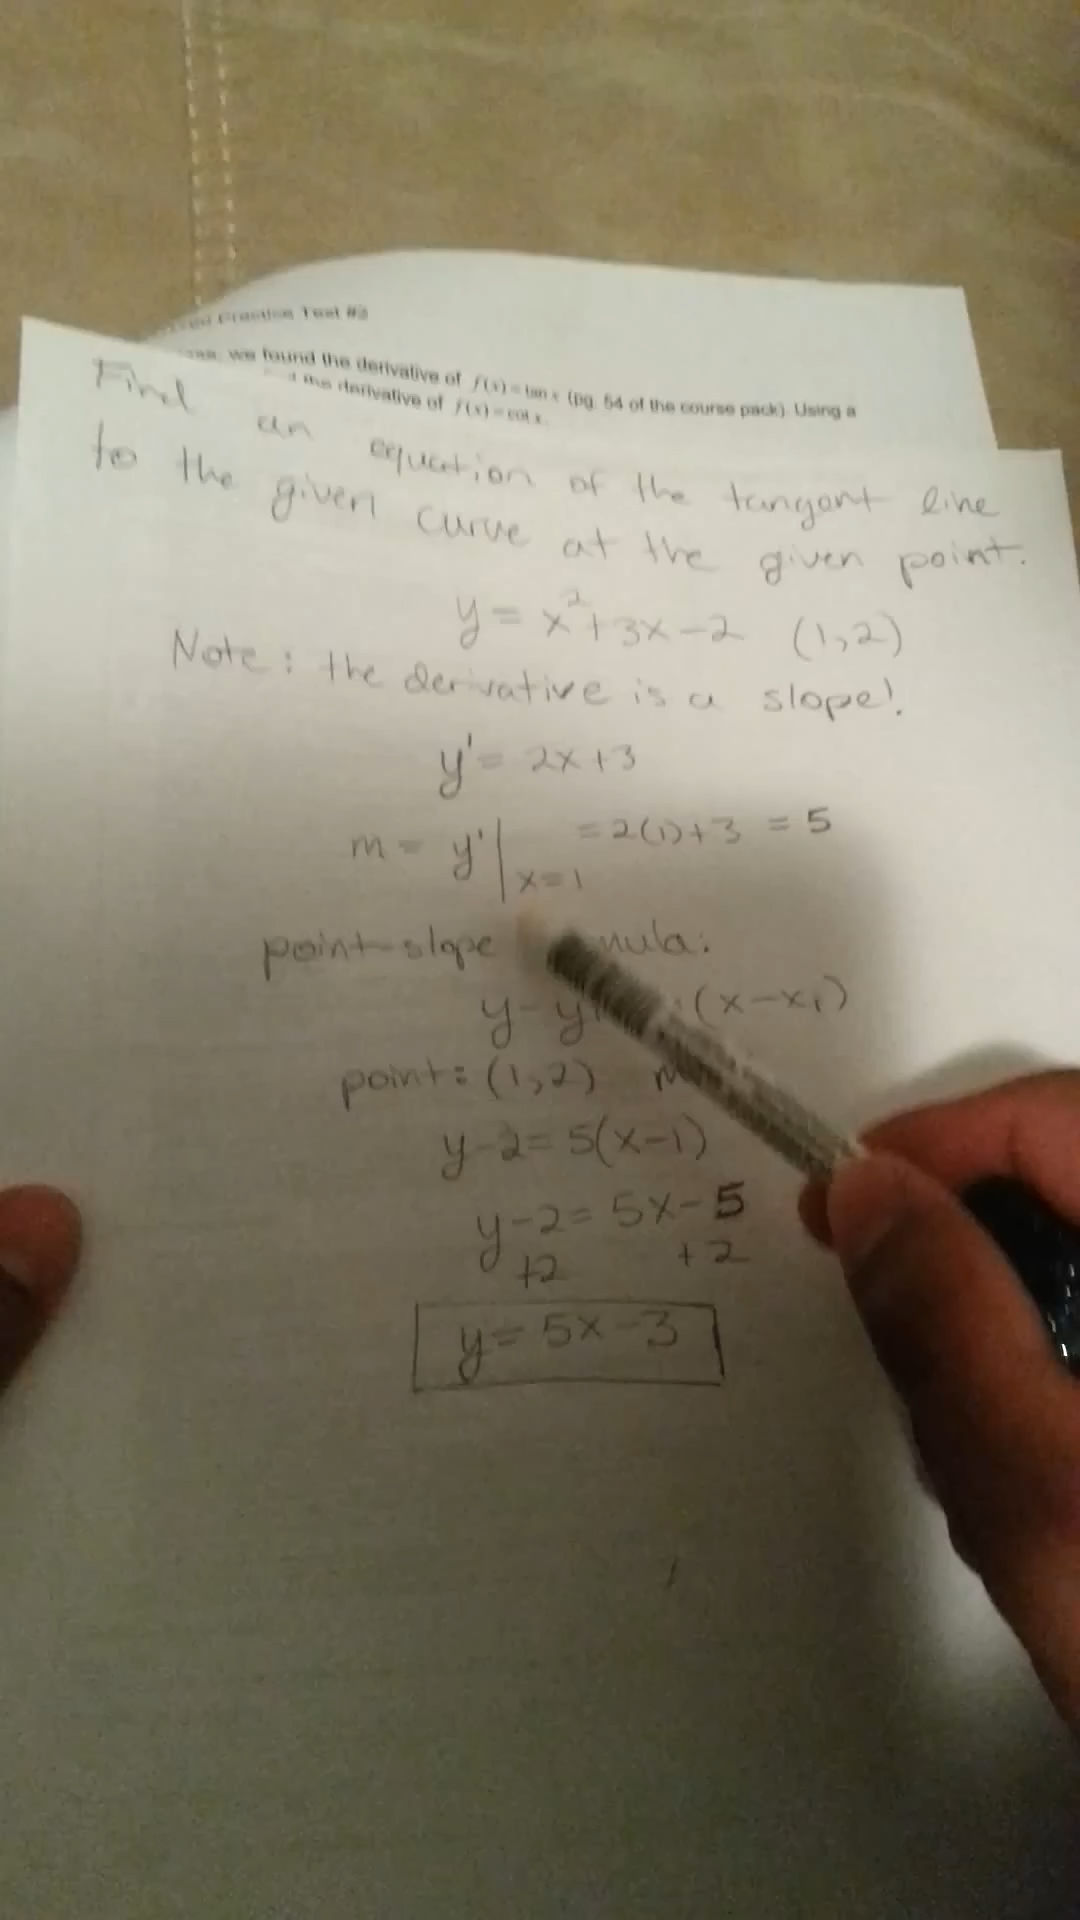 Practice Test #2
we found the derivative of f(x)=tan x (pg. 54 of the course pack). Using a
the derivative of f(x)=cot x.
Find an equation of the tangent line
to the given curve at the given point.
y = x²+3x-2 (1,2)
Note: the derivative is a slope!
y' = 2x+3
m = y'|x=1 = 2(1)+3 = 5
point-slope
y-y (x-x₁)
point: (1,2) m
y-2=5(x-1)
y-2=5x-5
+2 +2
y=5x-3